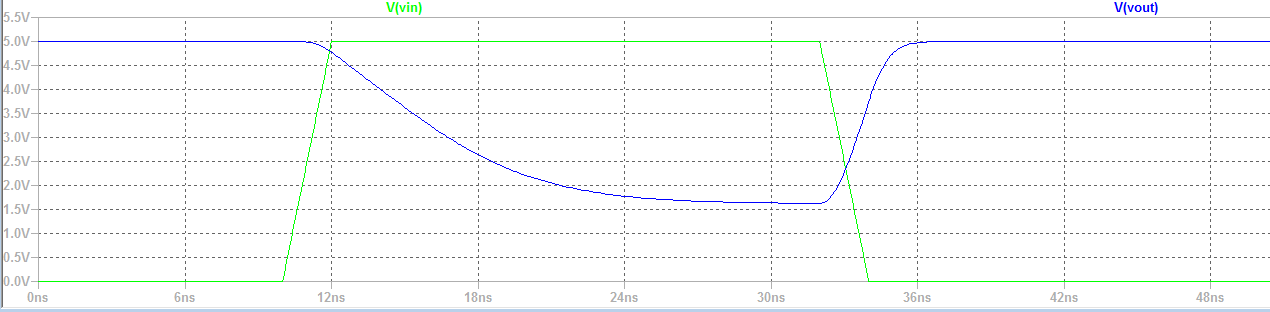 V(vin) V(vout)
5.5V
5.0V
4.5V
4.0V
3.5V
3.0V
2.5V
2.0V
1.5V
1.0V
0.5V
0.0V
0ns 6ns 12ns 18ns 24ns 30ns 36ns 42ns 48ns